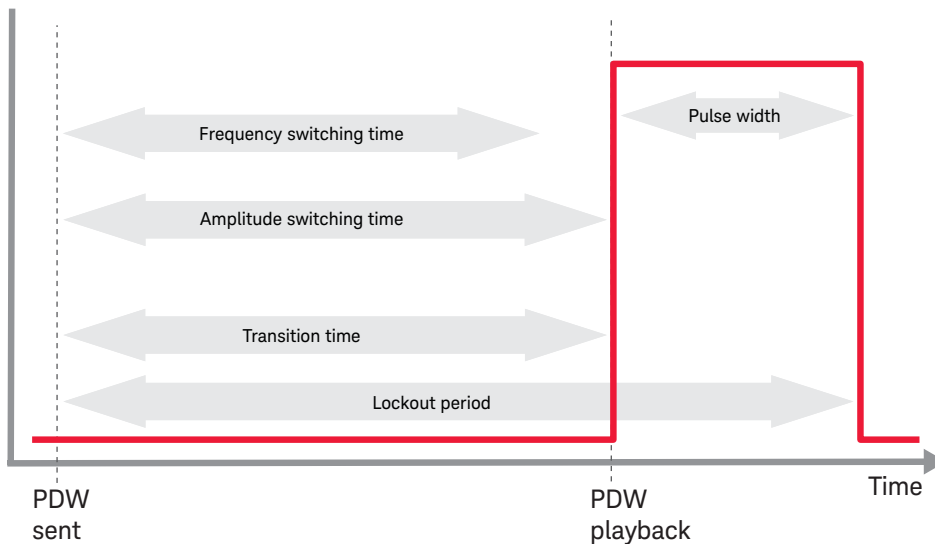 Pulse width
Frequency switching time
Amplitude switching time
Transition time
Lockout period
Time
PDW
sent
PDW
playback